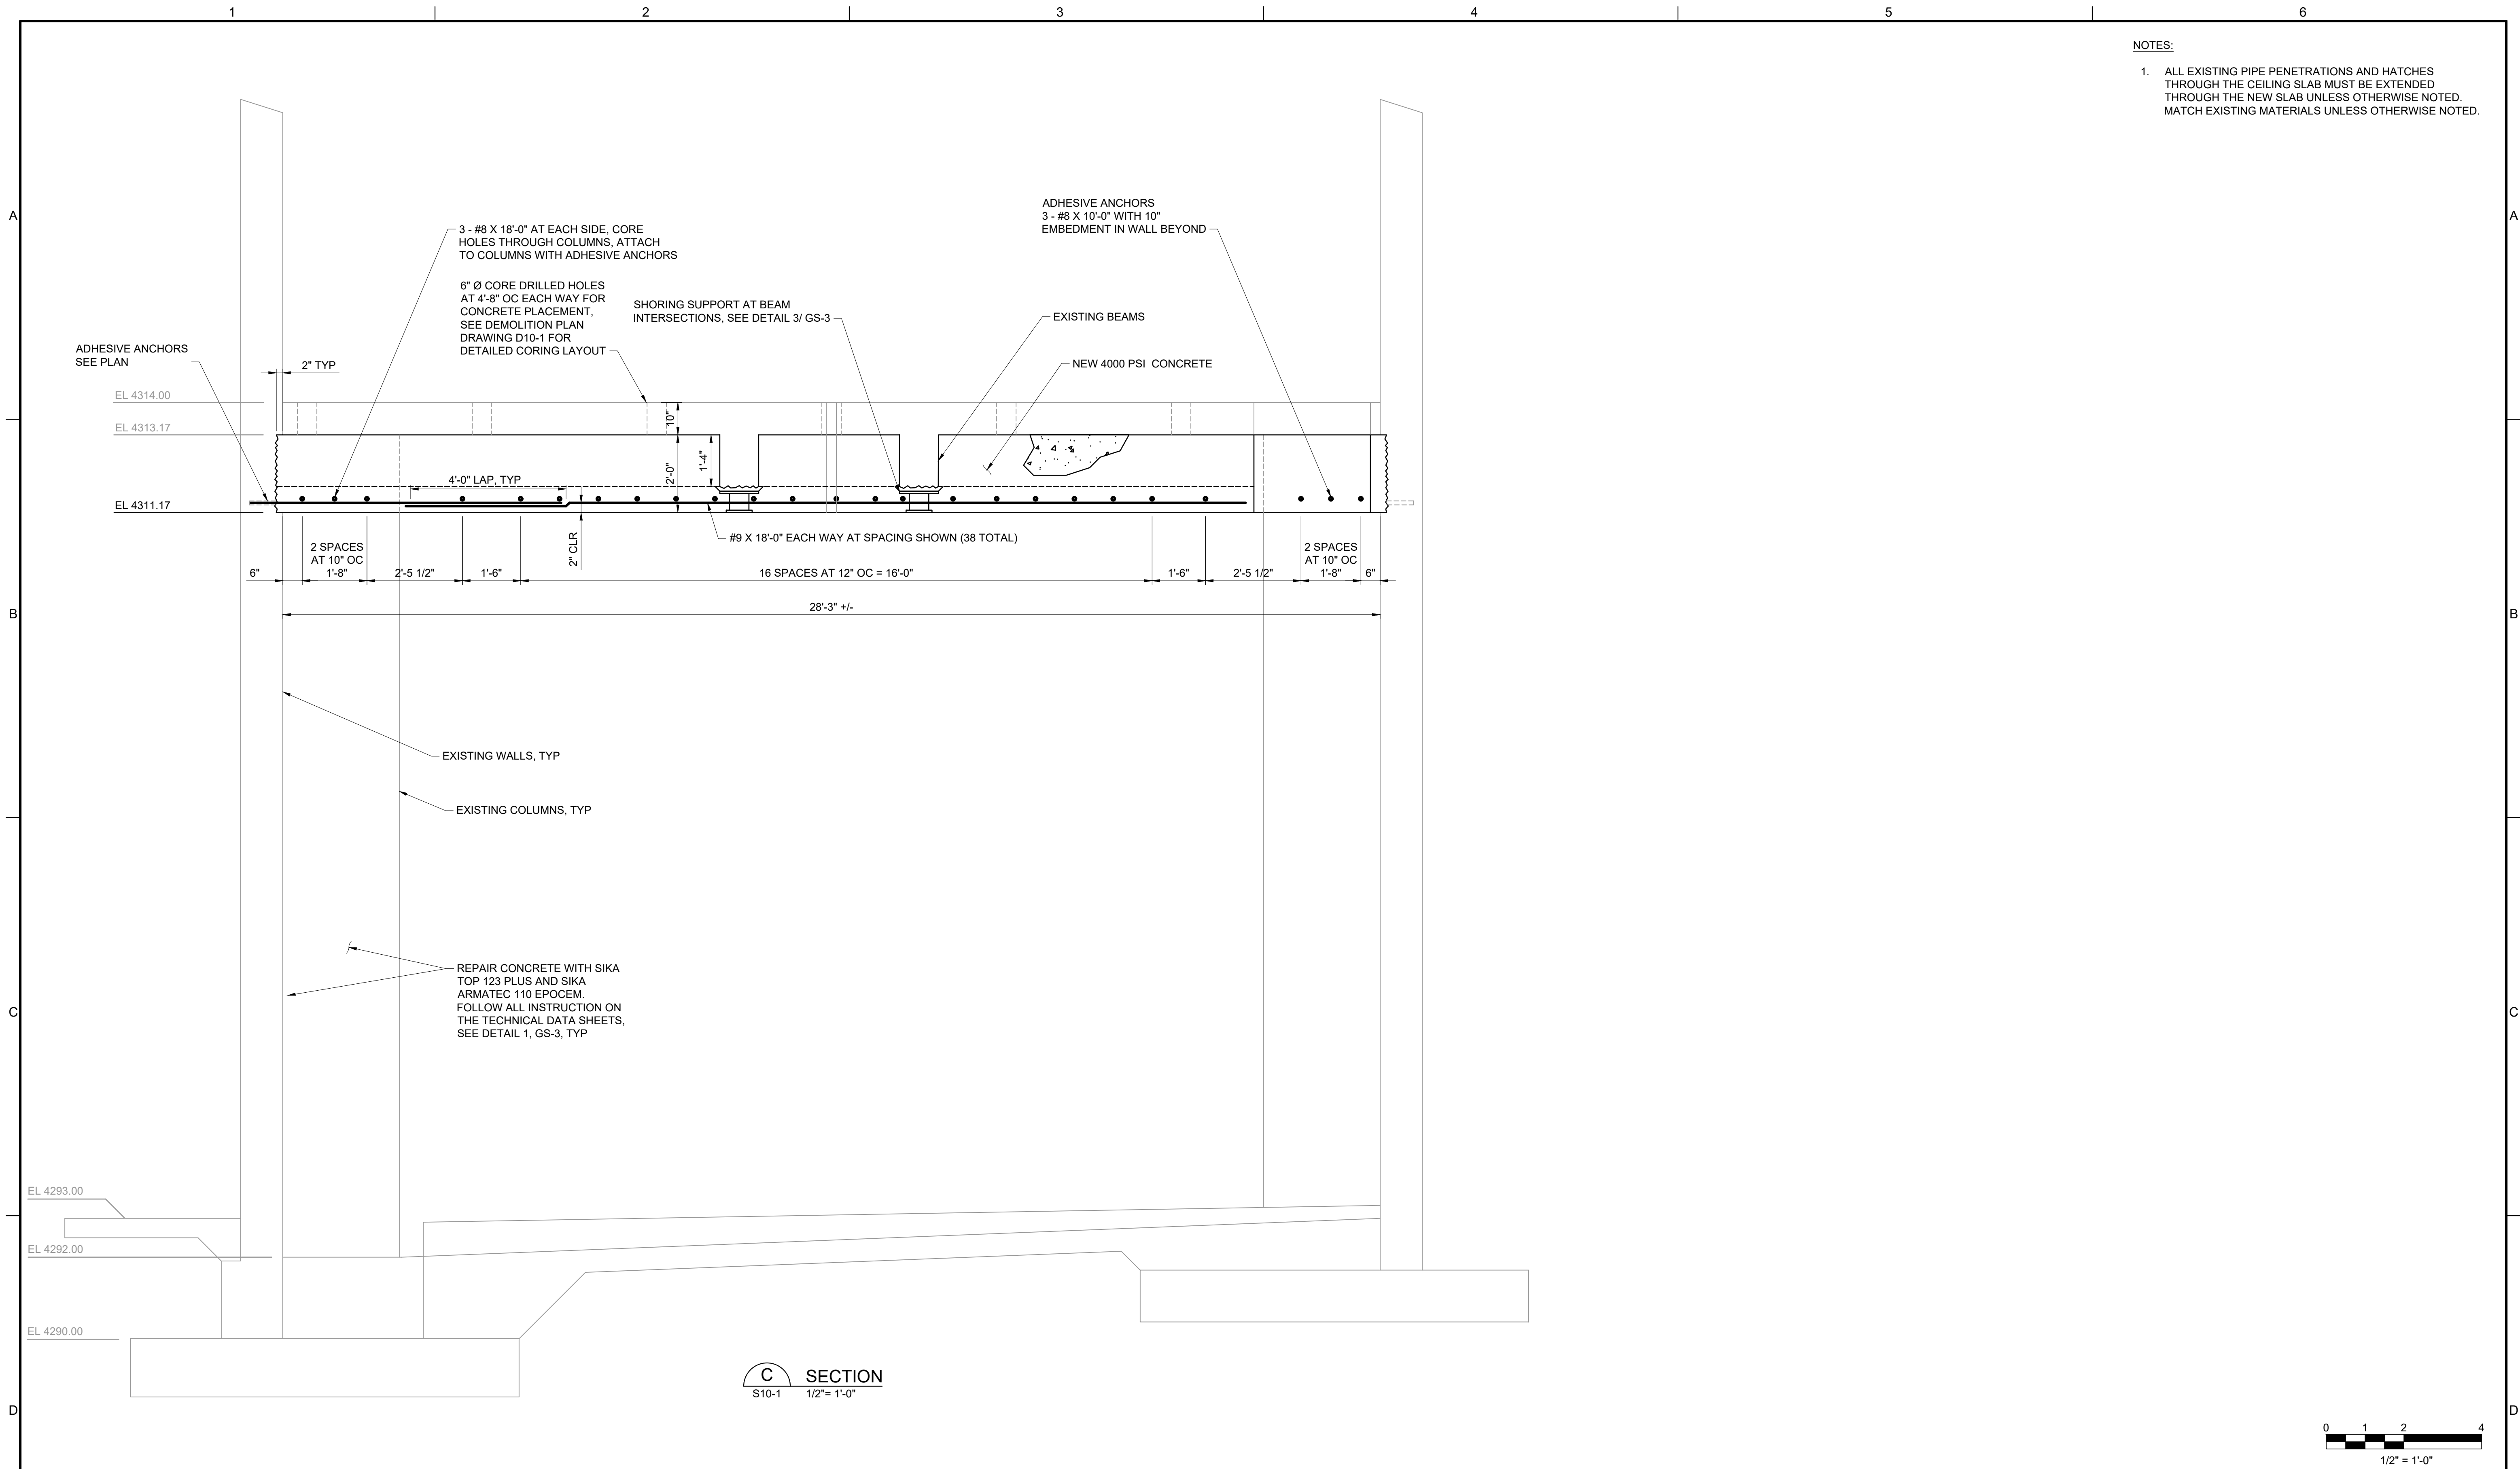 1
2
3
4
5
6
NOTES:
1. ALL EXISTING PIPE PENETRATIONS AND HATCHES
THROUGH THE CEILING SLAB MUST BE EXTENDED
THROUGH THE NEW SLAB UNLESS OTHERWISE NOTED.
MATCH EXISTING MATERIALS UNLESS OTHERWISE NOTED.
A
A
3 - #8 X 18'-0" AT EACH SIDE, CORE
HOLES THROUGH COLUMNS, ATTACH
TO COLUMNS WITH ADHESIVE ANCHORS
ADHESIVE ANCHORS
3 - #8 X 10'-0" WITH 10"
EMBEDMENT IN WALL BEYOND
6" Ø CORE DRILLED HOLES
AT 4'-8" OC EACH WAY FOR
CONCRETE PLACEMENT,
SEE DEMOLITION PLAN
DRAWING D10-1 FOR
DETAILED CORING LAYOUT
SHORING SUPPORT AT BEAM
INTERSECTIONS, SEE DETAIL 3/ GS-3
EXISTING BEAMS
NEW 4000 PSI CONCRETE
ADHESIVE ANCHORS
SEE PLAN
2" TYP
EL 4314.00
10"
EL 4313.17
1'-4"
2'-0"
4'-0" LAP, TYP
EL 4311.17
#9 X 18'-0" EACH WAY AT SPACING SHOWN (38 TOTAL)
2" CLR
2 SPACES
AT 10" OC
2 SPACES
AT 10" OC
6"
1'-8"
2'-5 1/2"
1'-6"
16 SPACES AT 12" OC = 16'-0"
1'-6"
2'-5 1/2"
1'-8"
6"
28'-3" +/-
B
B
EXISTING WALLS, TYP
EXISTING COLUMNS, TYP
REPAIR CONCRETE WITH SIKA
TOP 123 PLUS AND SIKA
ARMATEC 110 EPOCEM.
FOLLOW ALL INSTRUCTION ON
THE TECHNICAL DATA SHEETS,
SEE DETAIL 1, GS-3, TYP
C
C
EL 4293.00
EL 4292.00
EL 4290.00
C
SECTION
S10-1
1/2"= 1'-0"
D
D
0 1 2 4
1/2" = 1'-0"